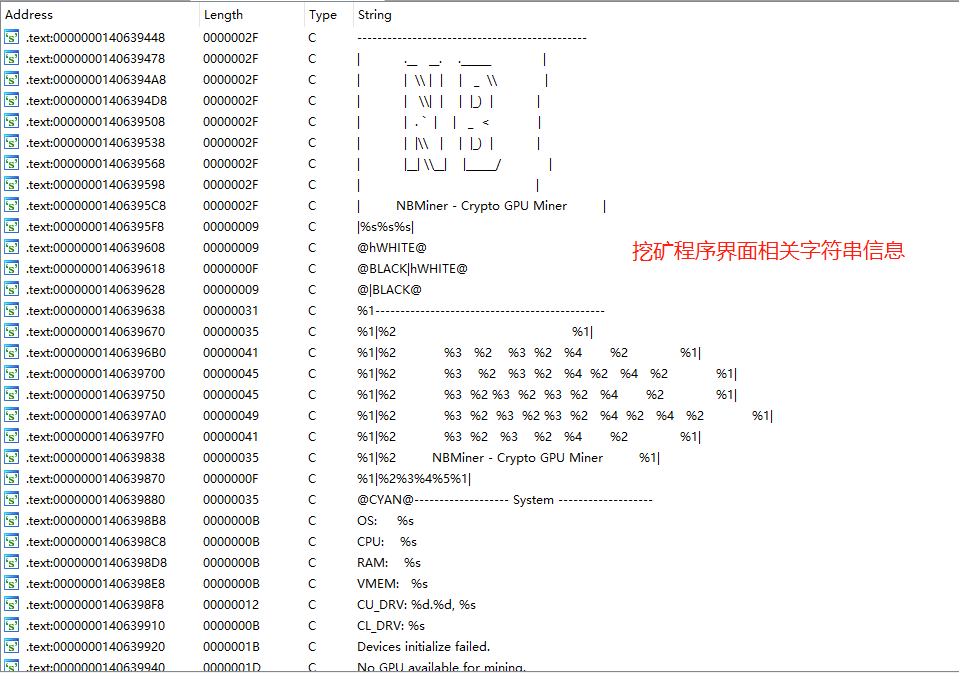 Address Length Type String
.text:0000000140639448 0000002F C ----------------------------------------------
.text:0000000140639478 0000002F C | .__ __. .______ |
.text:00000001406394A8 0000002F C | | \\ | | | _ \\ |
.text:00000001406394D8 0000002F C | | \\| | | |_) | |
.text:0000000140639508 0000002F C | | . ` | | _ < |
.text:0000000140639538 0000002F C | | |\\ | | |_) | |
.text:0000000140639568 0000002F C | |__| \\__| |______/ |
.text:0000000140639598 0000002F C | |
.text:00000001406395C8 0000002F C | NBMiner - Crypto GPU Miner |
.text:00000001406395F8 00000009 C |%s%s%s|
.text:0000000140639608 00000009 C @hWHITE@
挖矿程序界面相关字符串信息
.text:0000000140639618 0000000F C @BLACK|hWHITE@
.text:0000000140639628 00000009 C @|BLACK@
.text:0000000140639638 00000031 C %1----------------------------------------------
.text:0000000140639670 00000035 C %1|%2 %1|
.text:00000001406396B0 00000041 C %1|%2 %3 %2 %3 %2 %4 %2 %1|
.text:0000000140639700 00000045 C %1|%2 %3 %2 %3 %2 %4 %2 %4 %2 %1|
.text:0000000140639750 00000045 C %1|%2 %3 %2 %3 %2 %3 %2 %4 %2 %1|
.text:00000001406397A0 00000049 C %1|%2 %3 %2 %3 %2 %3 %2 %4 %2 %4 %2 %1|
.text:00000001406397F0 00000041 C %1|%2 %3 %2 %3 %2 %4 %2 %1|
.text:0000000140639838 00000035 C %1|%2 NBMiner - Crypto GPU Miner %1|
.text:0000000140639870 0000000F C %1|%2%3%4%5%1|
.text:0000000140639880 00000035 C @CYAN@------------------- System -------------------
.text:00000001406398B8 0000000B C OS: %s
.text:00000001406398C8 0000000B C CPU: %s
.text:00000001406398D8 0000000B C RAM: %s
.text:00000001406398E8 0000000B C VMEM: %s
.text:00000001406398F8 00000012 C CU_DRV: %d.%d, %s
.text:0000000140639910 0000000B C CL_DRV: %s
.text:0000000140639920 0000001B C Devices initialize failed.
.text:0000000140639940 0000001D C No GPU available for mining.